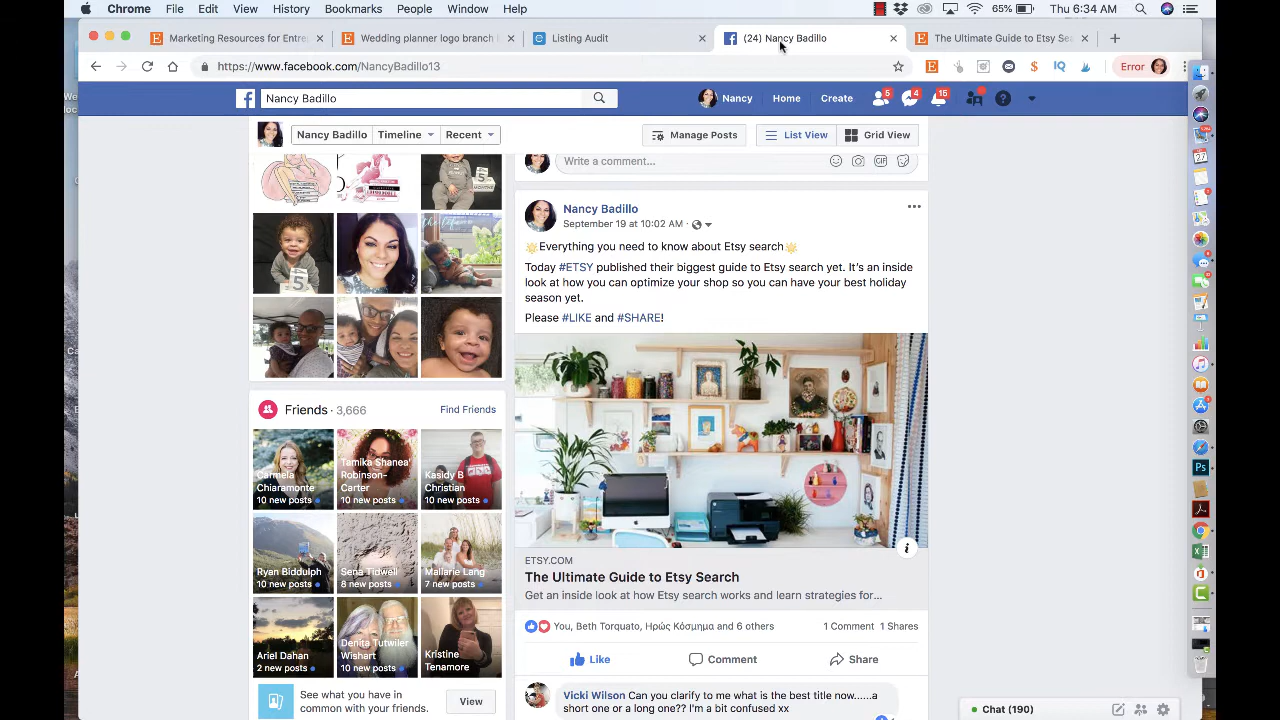 Chrome File Edit View History Bookmarks People Window Help 65% Thu 6:34 AM
Marketing Resources for Entre Wedding planner logo branch Listing Audit (24) Nancy Badillo The Ultimate Guide to Etsy Sea
https://www.facebook.com/NancyBadillo13 IQ Error
Nancy Badillo Nancy Home Create 5 4 15
Nancy Badillo Timeline Recent Manage Posts List View Grid View
Write a comment... GIF
Nancy Badillo
September 19 at 10:02 AM
Everything you need to know about Etsy search
Today #ETSY published their biggest guide to Etsy search yet. It's an inside
look at how you can optimize your shop so you can have your best holiday
season yet.
Please #LIKE and #SHARE!
Friends · 3,666 Find Friends
Carmela
Chiaramonte
10 new posts
Tamika Shanea'
Robinson-
Carter
10 new posts
Kasidy B
Christian
10 new posts
Ryan Biddulph
10 new posts
Sena Tidwell
8 new posts
Mallarie Lang
7 new posts
Ariel Dahan
2 new posts
Denita Tutwiler
Wishart
10 new posts
Kristine
Tenamore
See what you have in
common with your friends.
View
ETSY.COM
The Ultimate Guide to Etsy Search
Get an inside look at how Etsy search works and learn strategies for...
You, Beth Torquato, Ηρώς Κόσμημα and 6 others 1 Comment 1 Shares
Like Comment Share
Vicki Wilson Can you clarify to me what the best title now.....a
Chat (190)